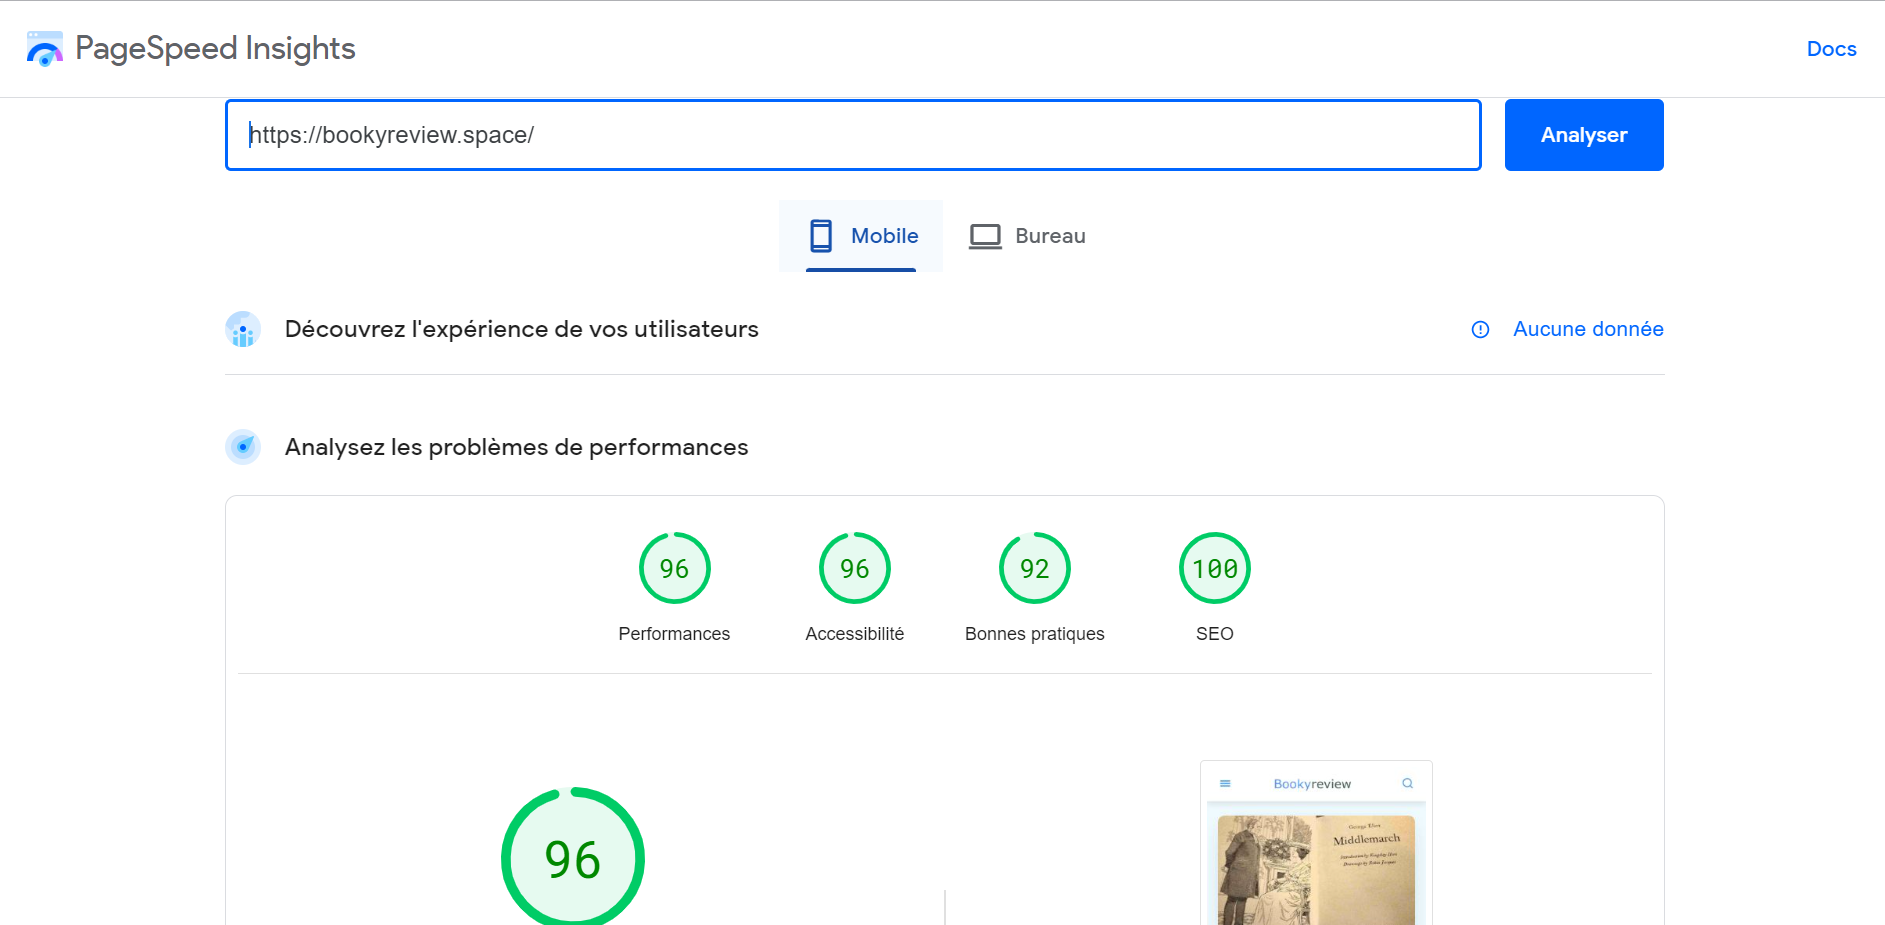 PageSpeed Insights
Docs
https://bookyreview.space/
Analyser
Mobile
Bureau
Découvrez l'expérience de vos utilisateurs
Aucune donnée
Analysez les problèmes de performances
96
96
92
100
Performances
Accessibilité
Bonnes pratiques
SEO
96
Bookyreview
George Eliot
Middlemarch